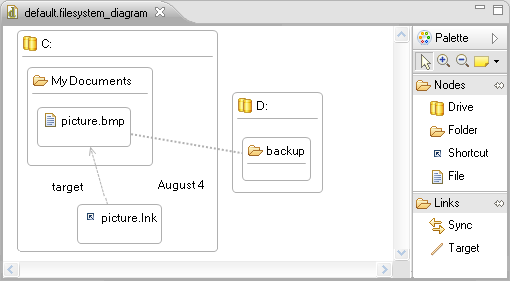 default.filesystem_diagram
C:
My Documents
picture.bmp
target
August 4
picture.lnk
D:
backup
Palette
Nodes
Drive
Folder
Shortcut
File
Links
Sync
Target